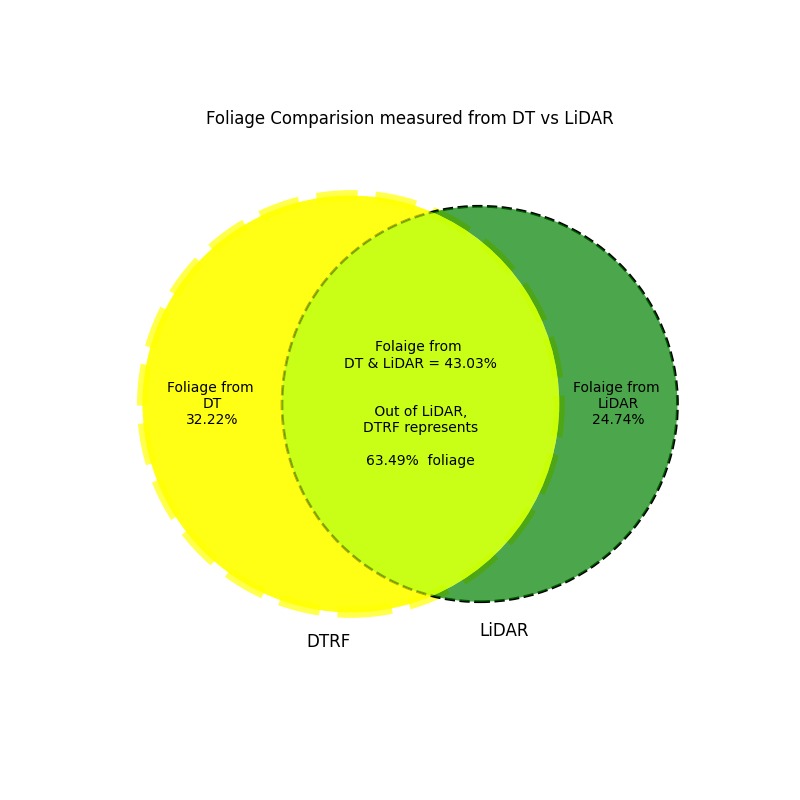 Foliage Comparision measured from DT vs LiDAR
Folaige from
DT & LiDAR = 43.03%
Foliage from
DT
32.22%
Folaige from
LiDAR
24.74%
Out of LiDAR,
DTRF represents
63.49%  foliage
DTRF
LiDAR